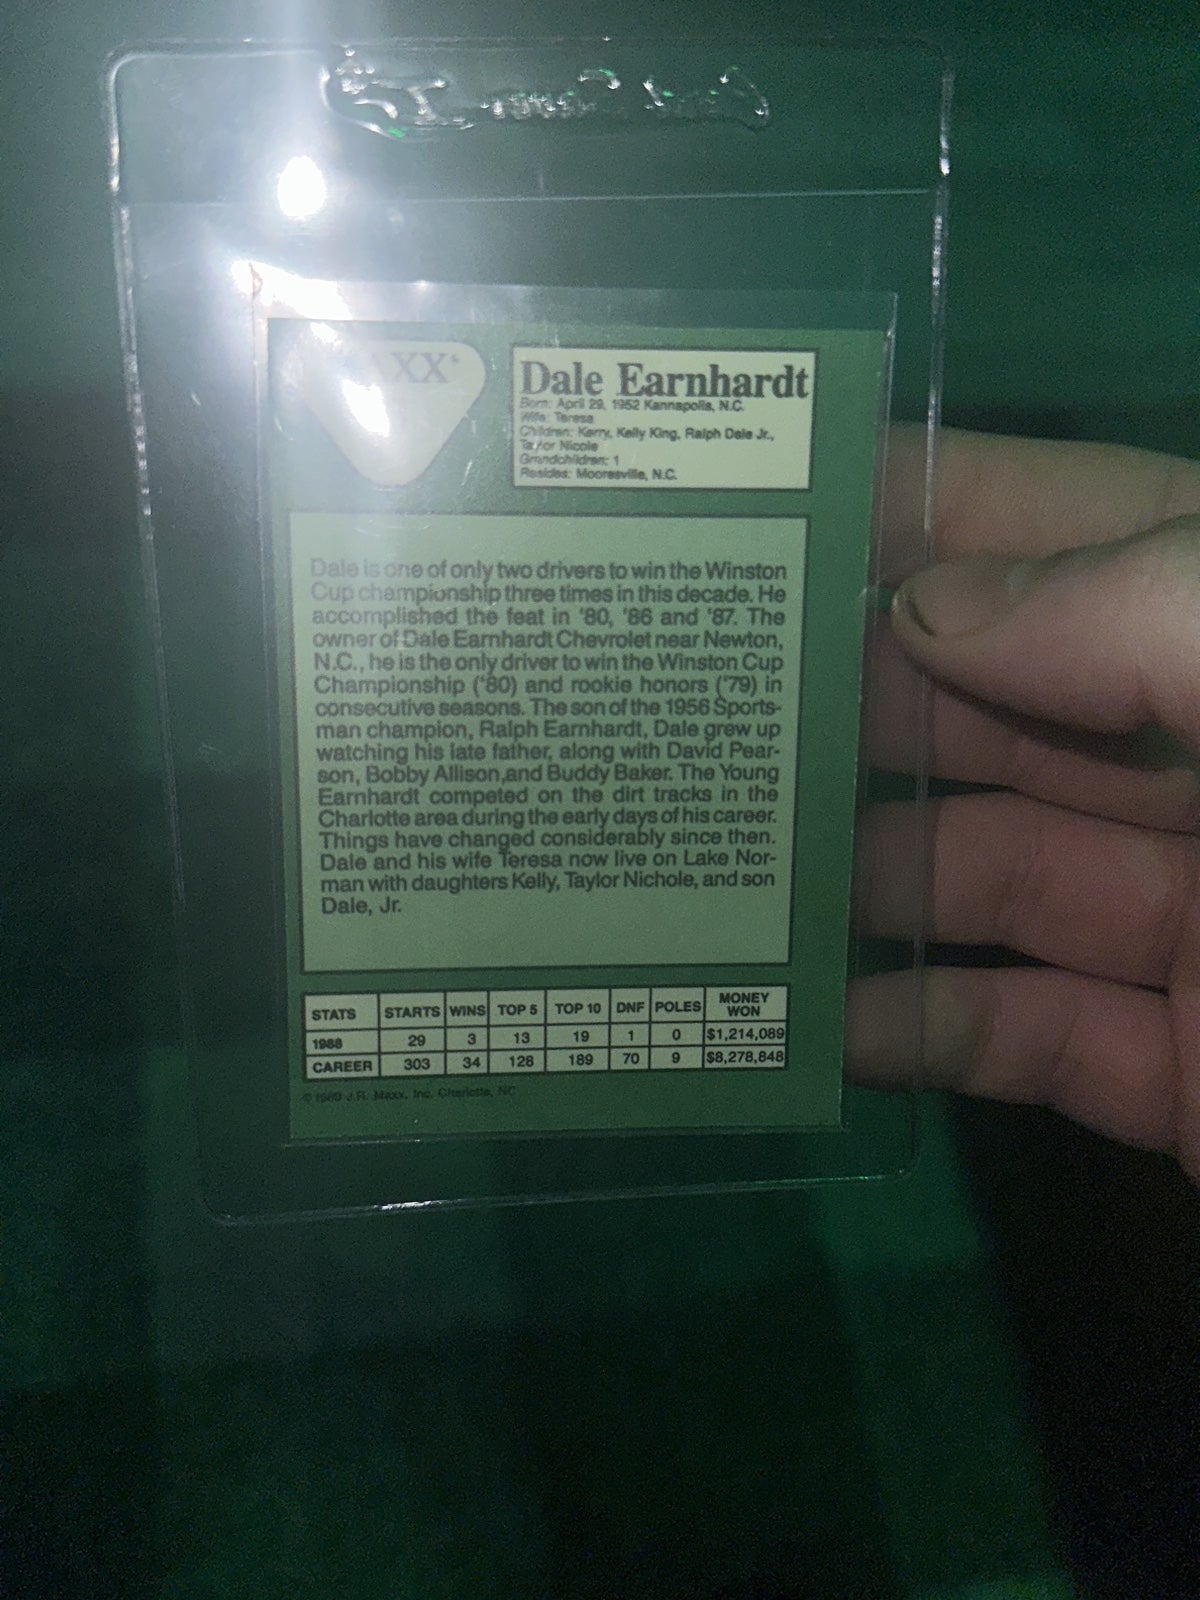 AXX
Dale Earnhardt
Born: April 29, 1952 Kannapolis, N.C.
Wife: Teresa
Children: Kerry, Kelly King, Ralph Dale Jr.,
Taylor Nicole
Grandchildren: 1
Resides: Mooresville, N.C.
Dale is one of only two drivers to win the Winston
Cup championship three times in this decade. He
accomplished the feat in '80, '86 and '87. The
owner of Dale Earnhardt Chevrolet near Newton,
N.C., he is the only driver to win the Winston Cup
Championship ('80) and rookie honors ('79) in
consecutive seasons. The son of the 1956 Sports-
man champion, Ralph Earnhardt, Dale grew up
watching his late father, along with David Pear-
son, Bobby Allison,and Buddy Baker. The Young
Earnhardt competed on the dirt tracks in the
Charlotte area during the early days of his career.
Things have changed considerably since then.
Dale and his wife Teresa now live on Lake Nor-
man with daughters Kelly, Taylor Nichole, and son
Dale, Jr.
STATS STARTS WINS TOP 5 TOP 10 DNF POLES MONEY WON
1988 29 3 13 19 1 0 $1,214,089
CAREER 303 34 128 189 70 9 $8,278,848
© 1989 J.R. Maxx, Inc. Charlotte, NC